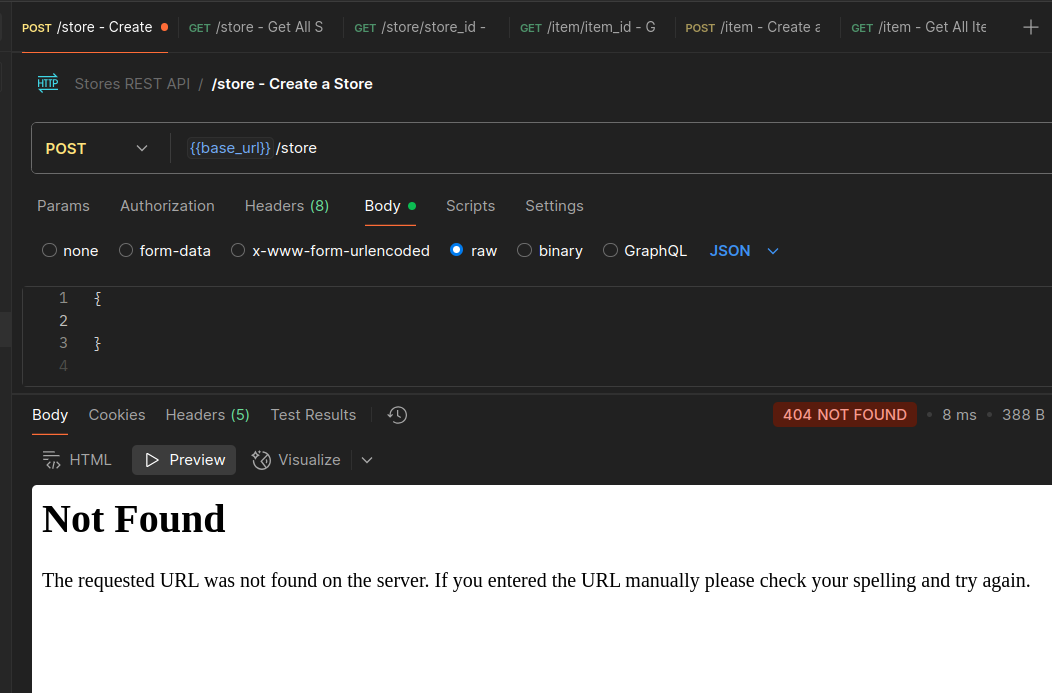 POST /store - Create GET /store - Get All S GET /store/store_id - GET /item/item_id - G POST /item - Create a GET /item - Get All Ite
HTTP Stores REST API / /store - Create a Store
POST {{base_url}} /store
Params Authorization Headers (8) Body Scripts Settings
none form-data x-www-form-urlencoded raw binary GraphQL JSON
1 {
2
3 }
4
Body Cookies Headers (5) Test Results 404 NOT FOUND • 8 ms • 388 B
HTML Preview Visualize
Not Found
The requested URL was not found on the server. If you entered the URL manually please check your spelling and try again.